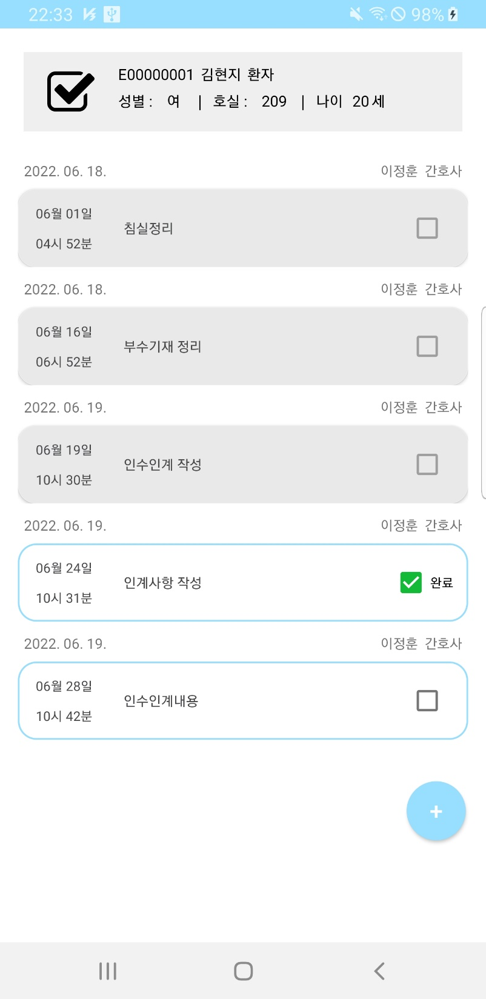 22:33 98%
E00000001 김현지 환자
성별 : 여 | 호실 : 209 | 나이 20 세
2022. 06. 18. 이정훈 간호사
06월 01일
침실정리
04시 52분
2022. 06. 18. 이정훈 간호사
06월 16일
부수기재 정리
06시 52분
2022. 06. 19. 이정훈 간호사
06월 19일
인수인계 작성
10시 30분
2022. 06. 19. 이정훈 간호사
06월 24일
인계사항 작성 완료
10시 31분
2022. 06. 19. 이정훈 간호사
06월 28일
인수인계내용
10시 42분
+